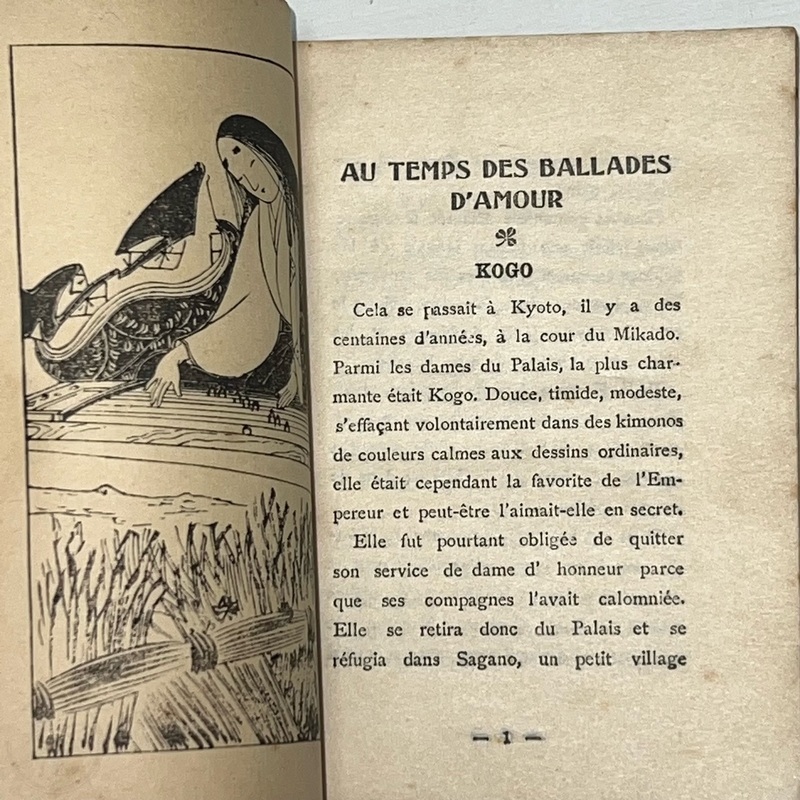 AU TEMPS DES BALLADES
D'AMOUR
KOGO
Cela se passait à Kyoto, il y a des
centaines d'années, à la cour du Mikado.
Parmi les dames du Palais, la plus char-
mante était Kogo. Douce, timide, modeste,
s'effaçant volontairement dans des kimonos
de couleurs calmes aux dessins ordinaires,
elle était cependant la favorite de l'Em-
pereur et peut-être l'aimait-elle en secret.
Elle fut pourtant obligée de quitter
son service de dame d' honneur parce
que ses compagnes l'avait calomniée.
Elle se retira donc du Palais et se
réfugia dans Sagano, un petit village
— 1 —